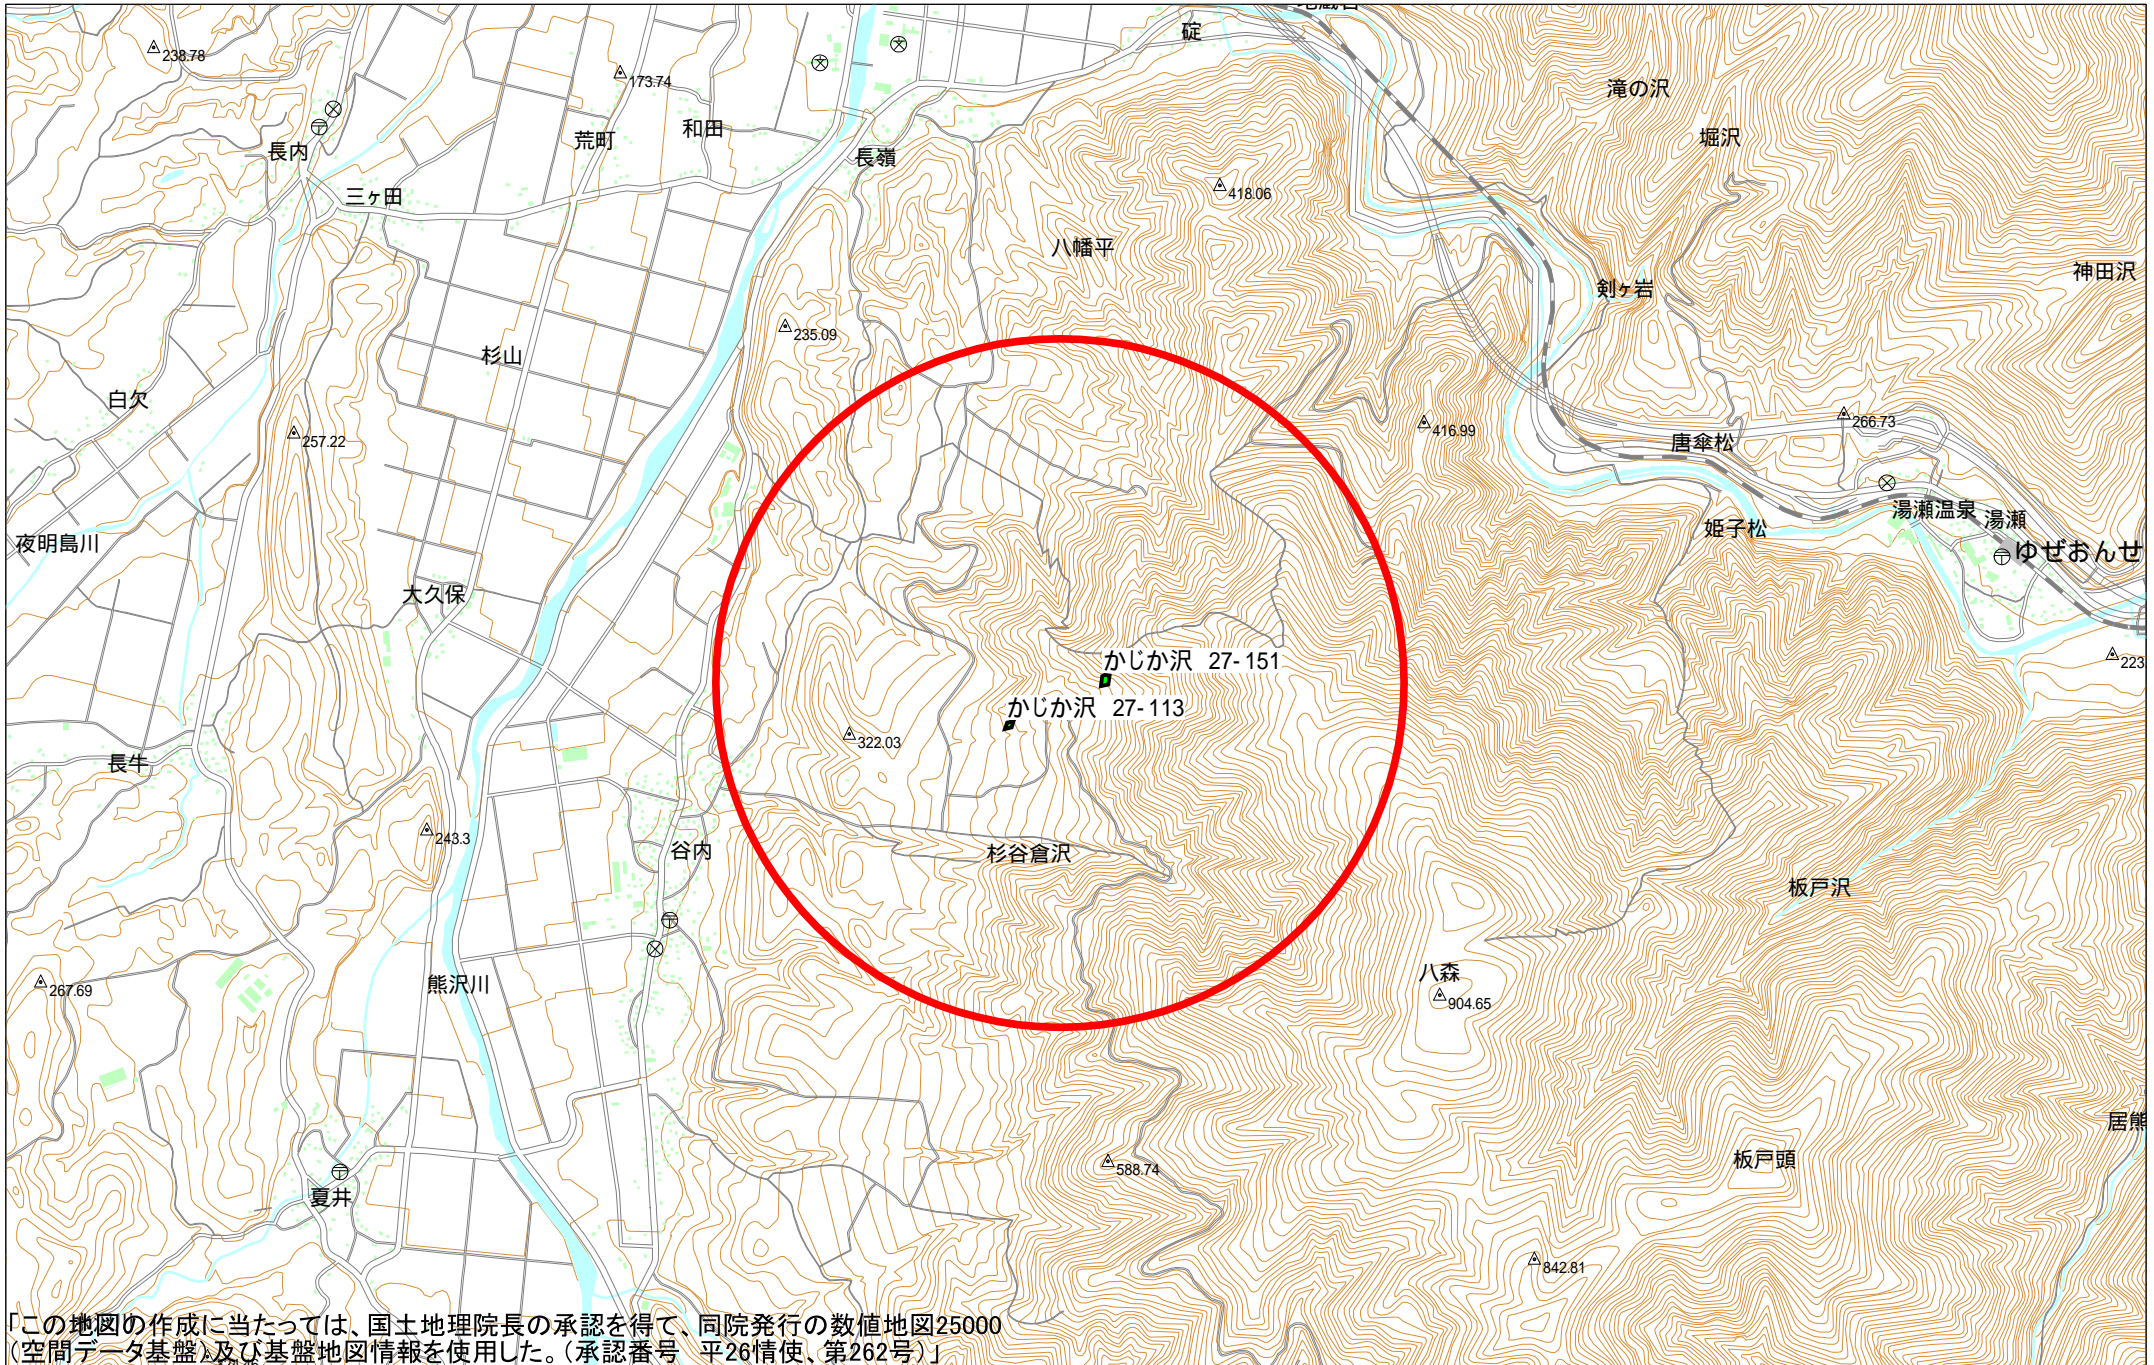 碇
238.78
173.74
滝の沢
荒町
和田
堀沢
長内
長嶺
三ヶ田
418.06
八幡平
神田沢
剣ヶ岩
235.09
杉山
白欠
257.22
416.99
266.73
唐傘松
湯瀬温泉
湯瀬
姫子松
夜明島川
ゆぜおんせ
大久保
かじか沢 27-151
223
かじか沢 27-113
322.03
長牛
243.3
谷内
杉谷倉沢
板戸沢
八森
熊沢川
267.69
904.65
居熊
板戸頭
588.74
夏井
842.81
「この地図の作成に当たっては、国土地理院長の承認を得て、同院発行の数値地図25000
(空間データ基盤)及び基盤地図情報を使用した。(承認番号 平26情使、第262号)」